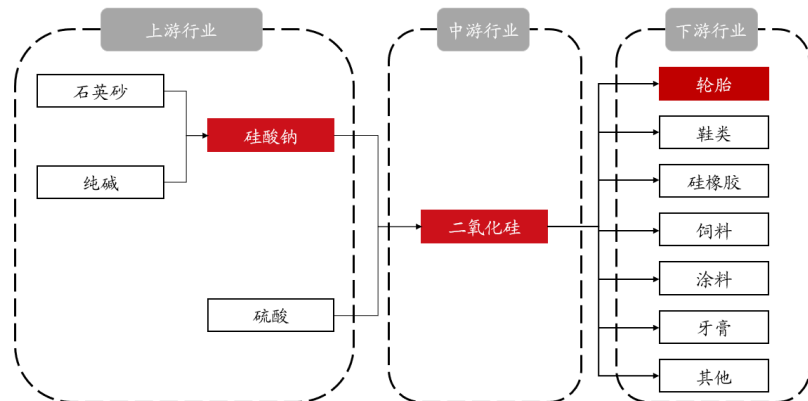 上游行业
中游行业
下游行业
石英砂
纯碱
硅酸钠
硫酸
二氧化硅
轮胎
鞋类
硅橡胶
饲料
涂料
牙膏
其他